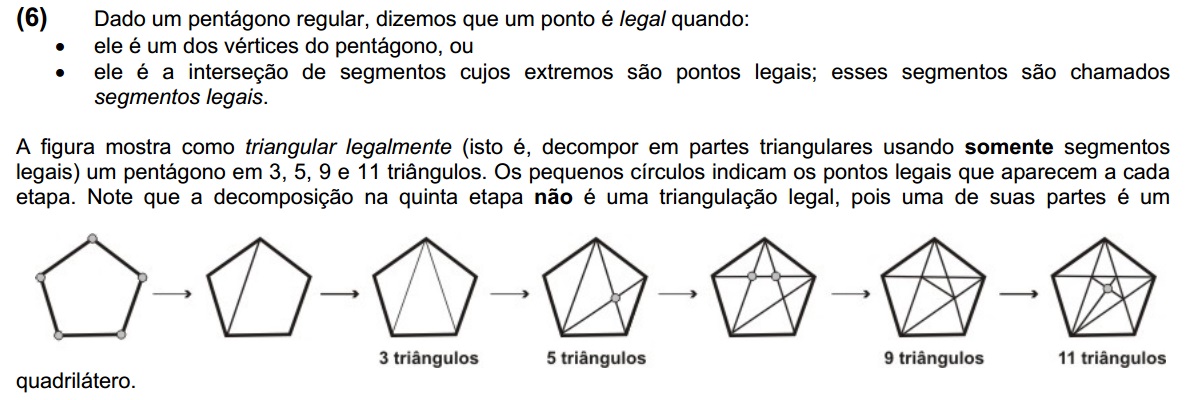 (6) Dado um pentágono regular, dizemos que um ponto é legal quando:
• ele é um dos vértices do pentágono, ou
• ele é a interseção de segmentos cujos extremos são pontos legais; esses segmentos são chamados
segmentos legais.
A figura mostra como triangular legalmente (isto é, decompor em partes triangulares usando somente segmentos
legais) um pentágono em 3, 5, 9 e 11 triângulos. Os pequenos círculos indicam os pontos legais que aparecem a cada
etapa. Note que a decomposição na quinta etapa não é uma triangulação legal, pois uma de suas partes é um
3 triângulos 5 triângulos 9 triângulos 11 triângulos
quadrilátero.